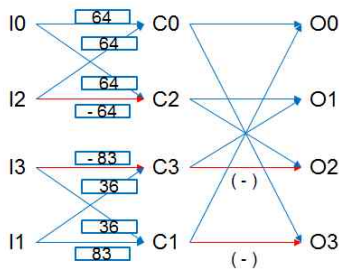 I0 64 C0 O0
64
I2 64 C2 O1
- 64
I3 - 83 C3 O2
36 ( - )
I1 36 C1 O3
83 ( - )